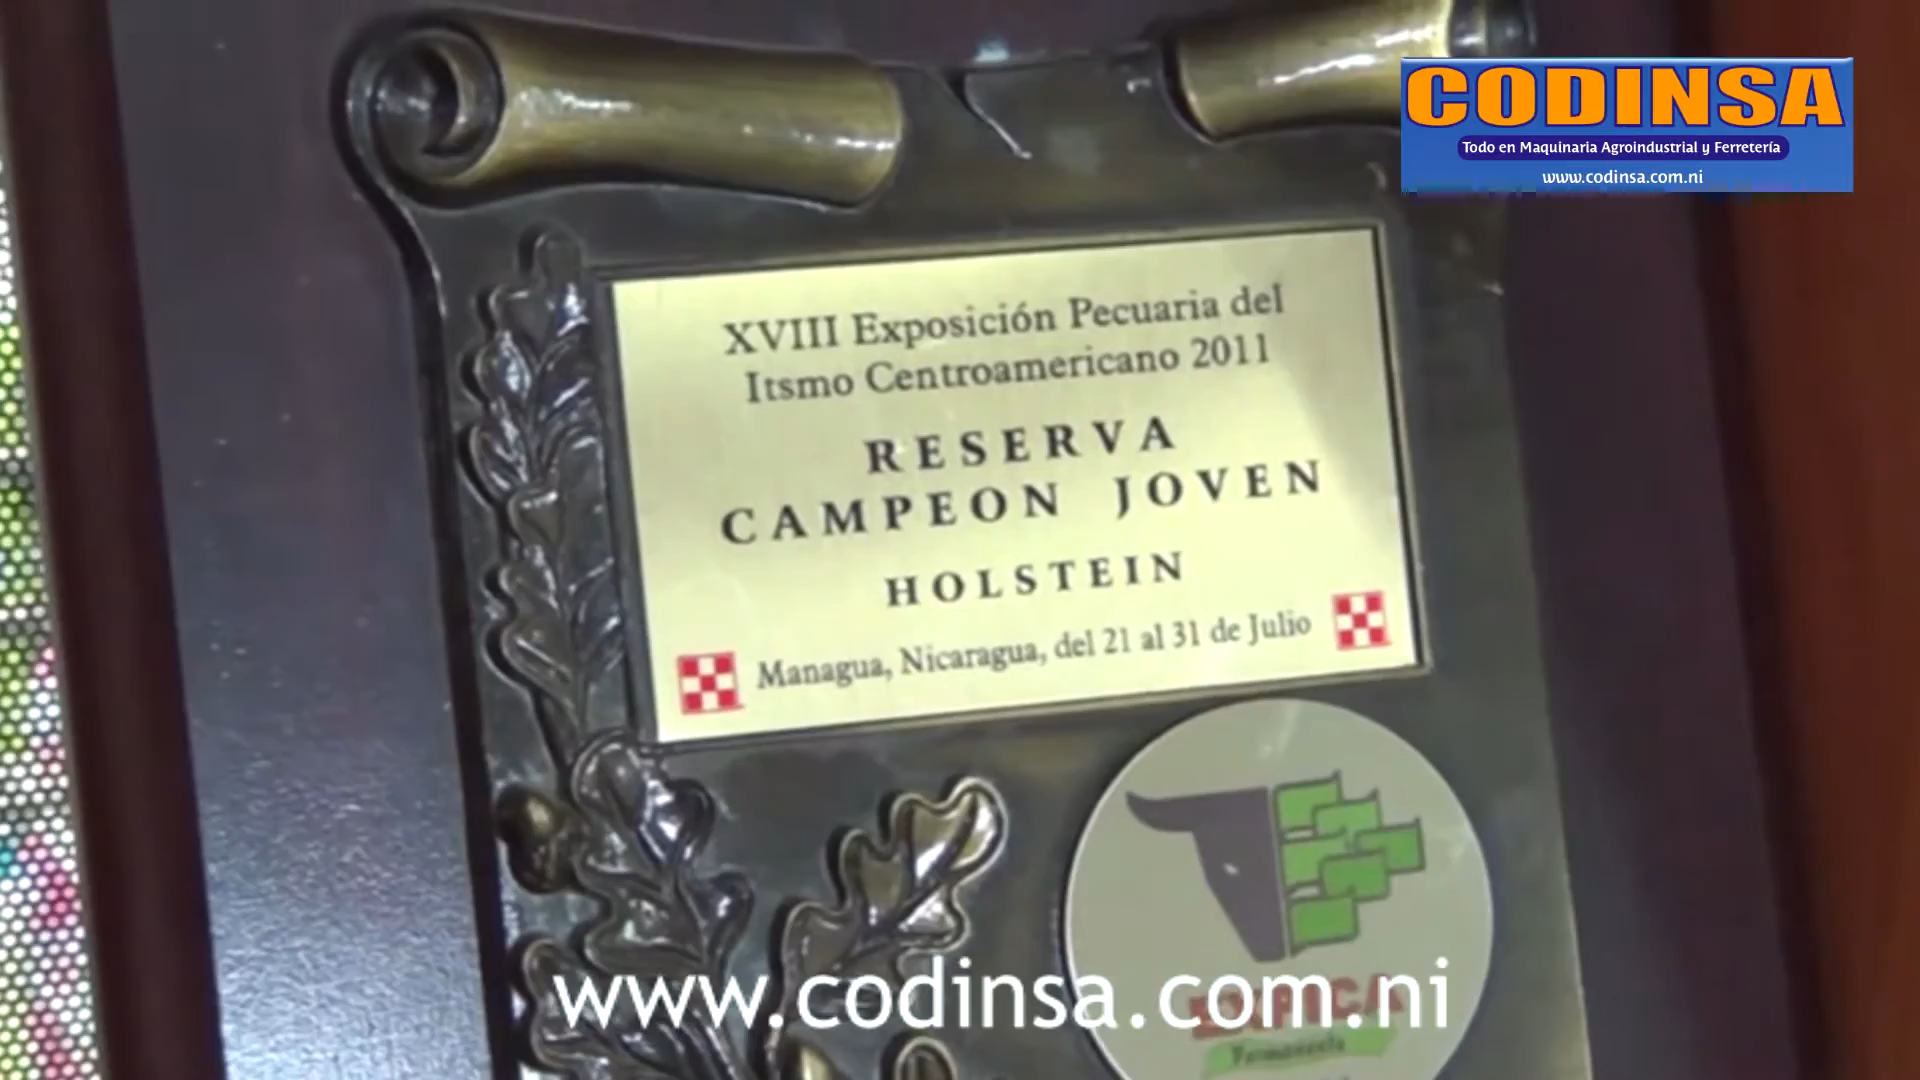 CODINSA
Todo en Maquinaria Agroindustrial y Ferretería
www.codinsa.com.ni
XVIII Exposición Pecuaria del
Itsmo Centroamericano 2011
RESERVA
CAMPEON JOVEN
HOLSTEIN
Managua, Nicaragua, del 21 al 31 de Julio
www.codinsa.com.ni